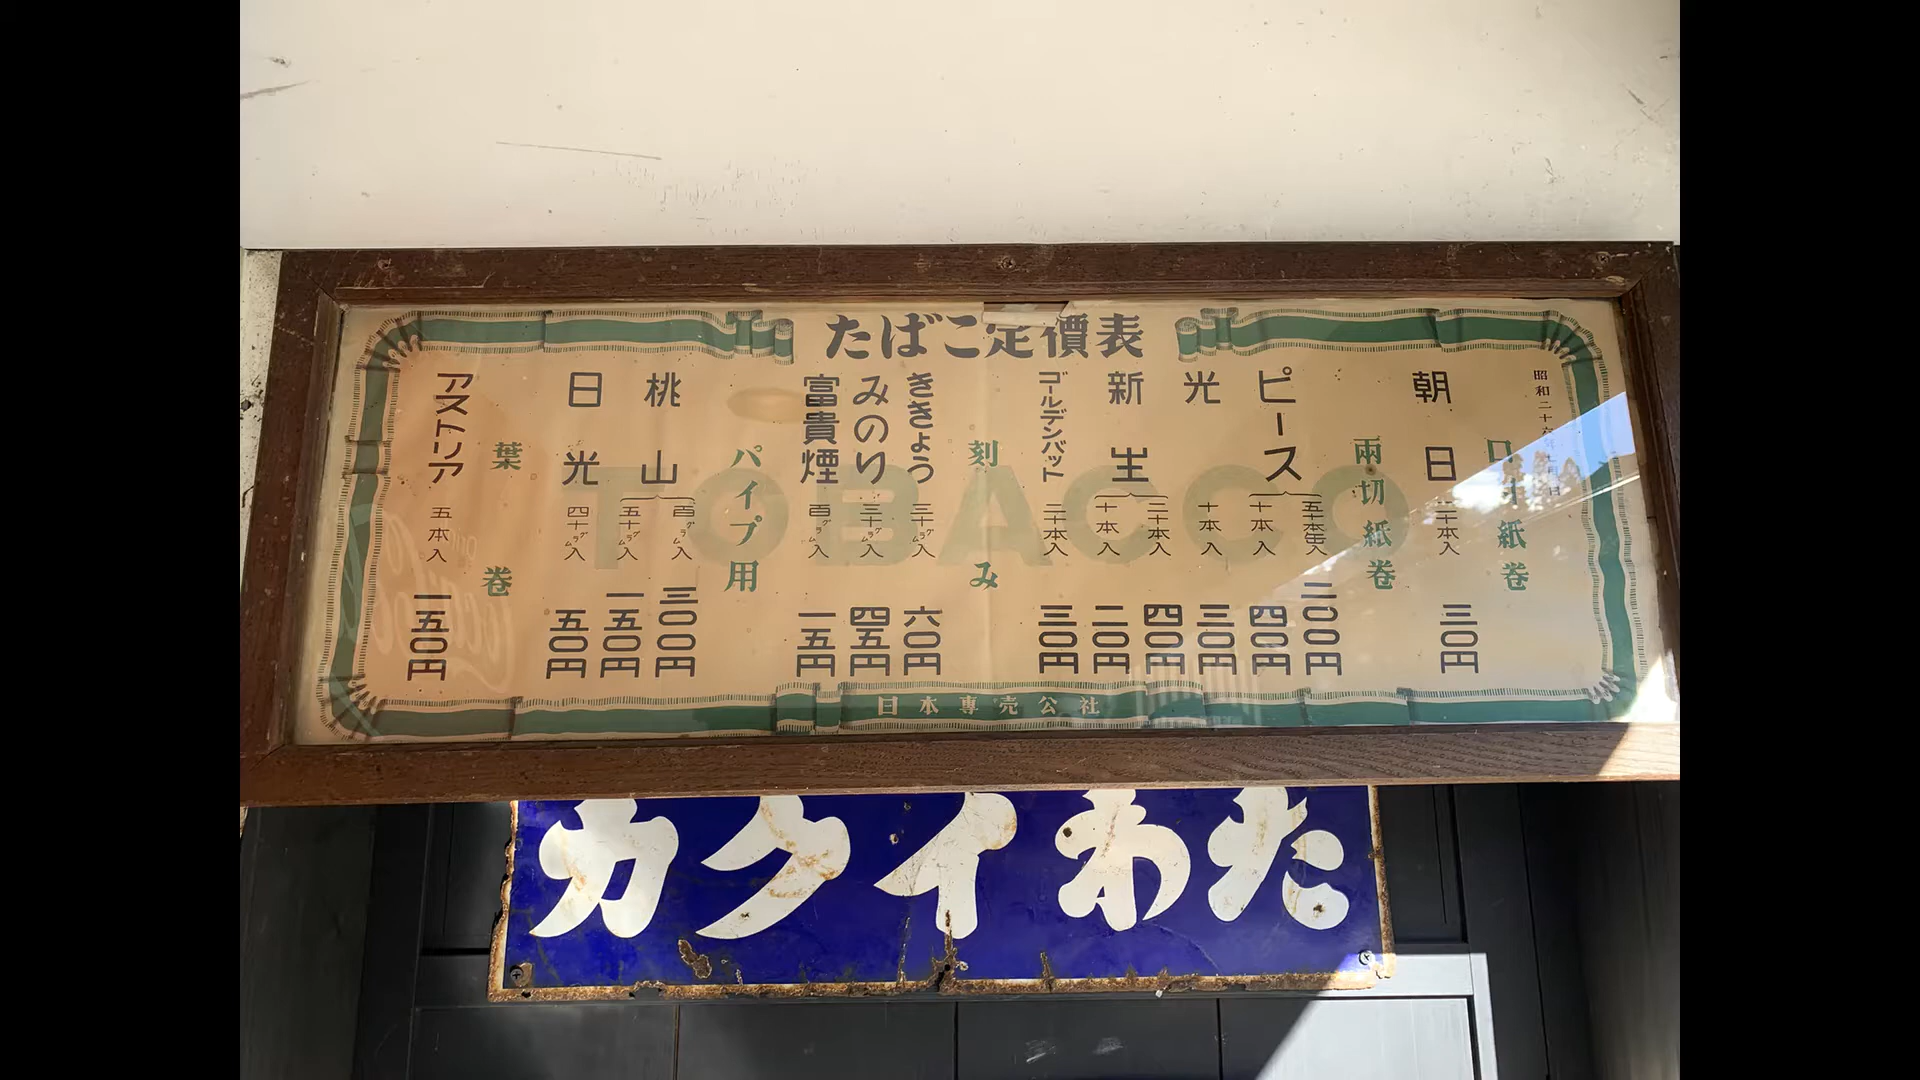 たばこ定價表
昭和二十六年
口付紙巻
朝日 二十本入 三〇円
兩切紙巻
ピース 五十本缶入 二〇〇円
十本入 四〇円
光 十本入 三〇円
新生 二十本入 四〇円
十本入 二〇円
ゴールデンバット 二十本入 三〇円
刻み
ききょう 三十グラム入 六〇円
みのり 三十グラム入 四五円
富貴煙 百グラム入 一五円
パイプ用
桃山 百グラム入 三〇〇円
五十グラム入 一五〇円
日光 四十グラム入 五〇円
葉巻
アストリア 五本入 一五〇円
TOBACCO
日本専売公社
カクイわた